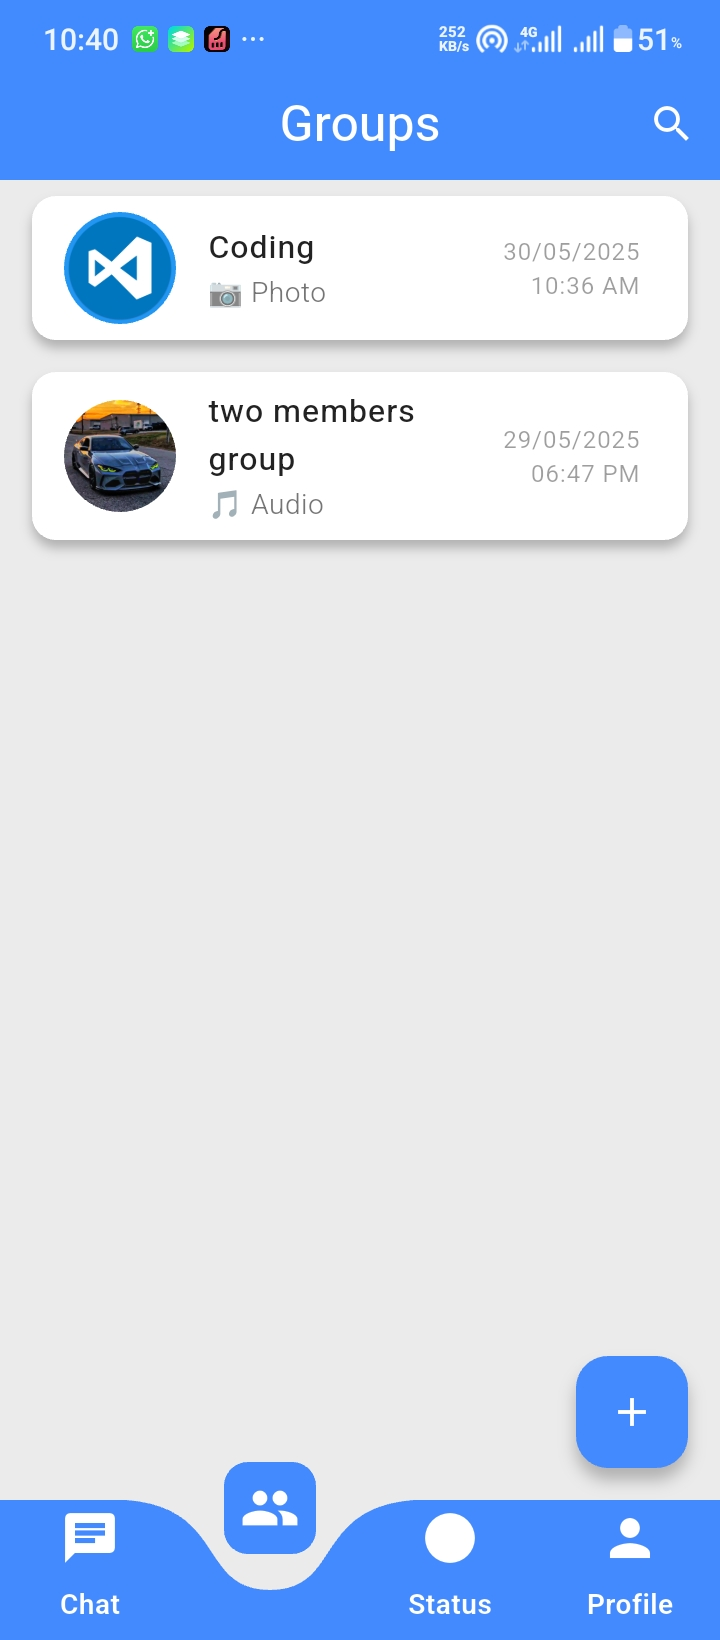 10:40 ... 252 KB/s 4G 51%
Groups
Coding
📷 Photo
30/05/2025
10:36 AM
two members
group
🎵 Audio
29/05/2025
06:47 PM
+
Chat
Status
Profile